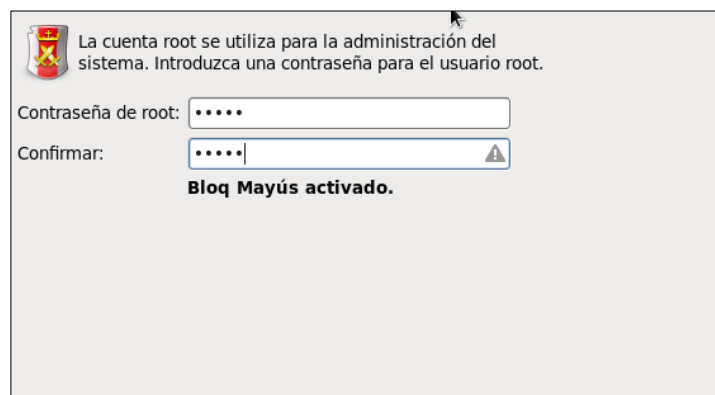 La cuenta root se utiliza para la administración del
sistema. Introduzca una contraseña para el usuario root.
Contraseña de root: •••••
Confirmar: •••••
Bloq Mayús activado.